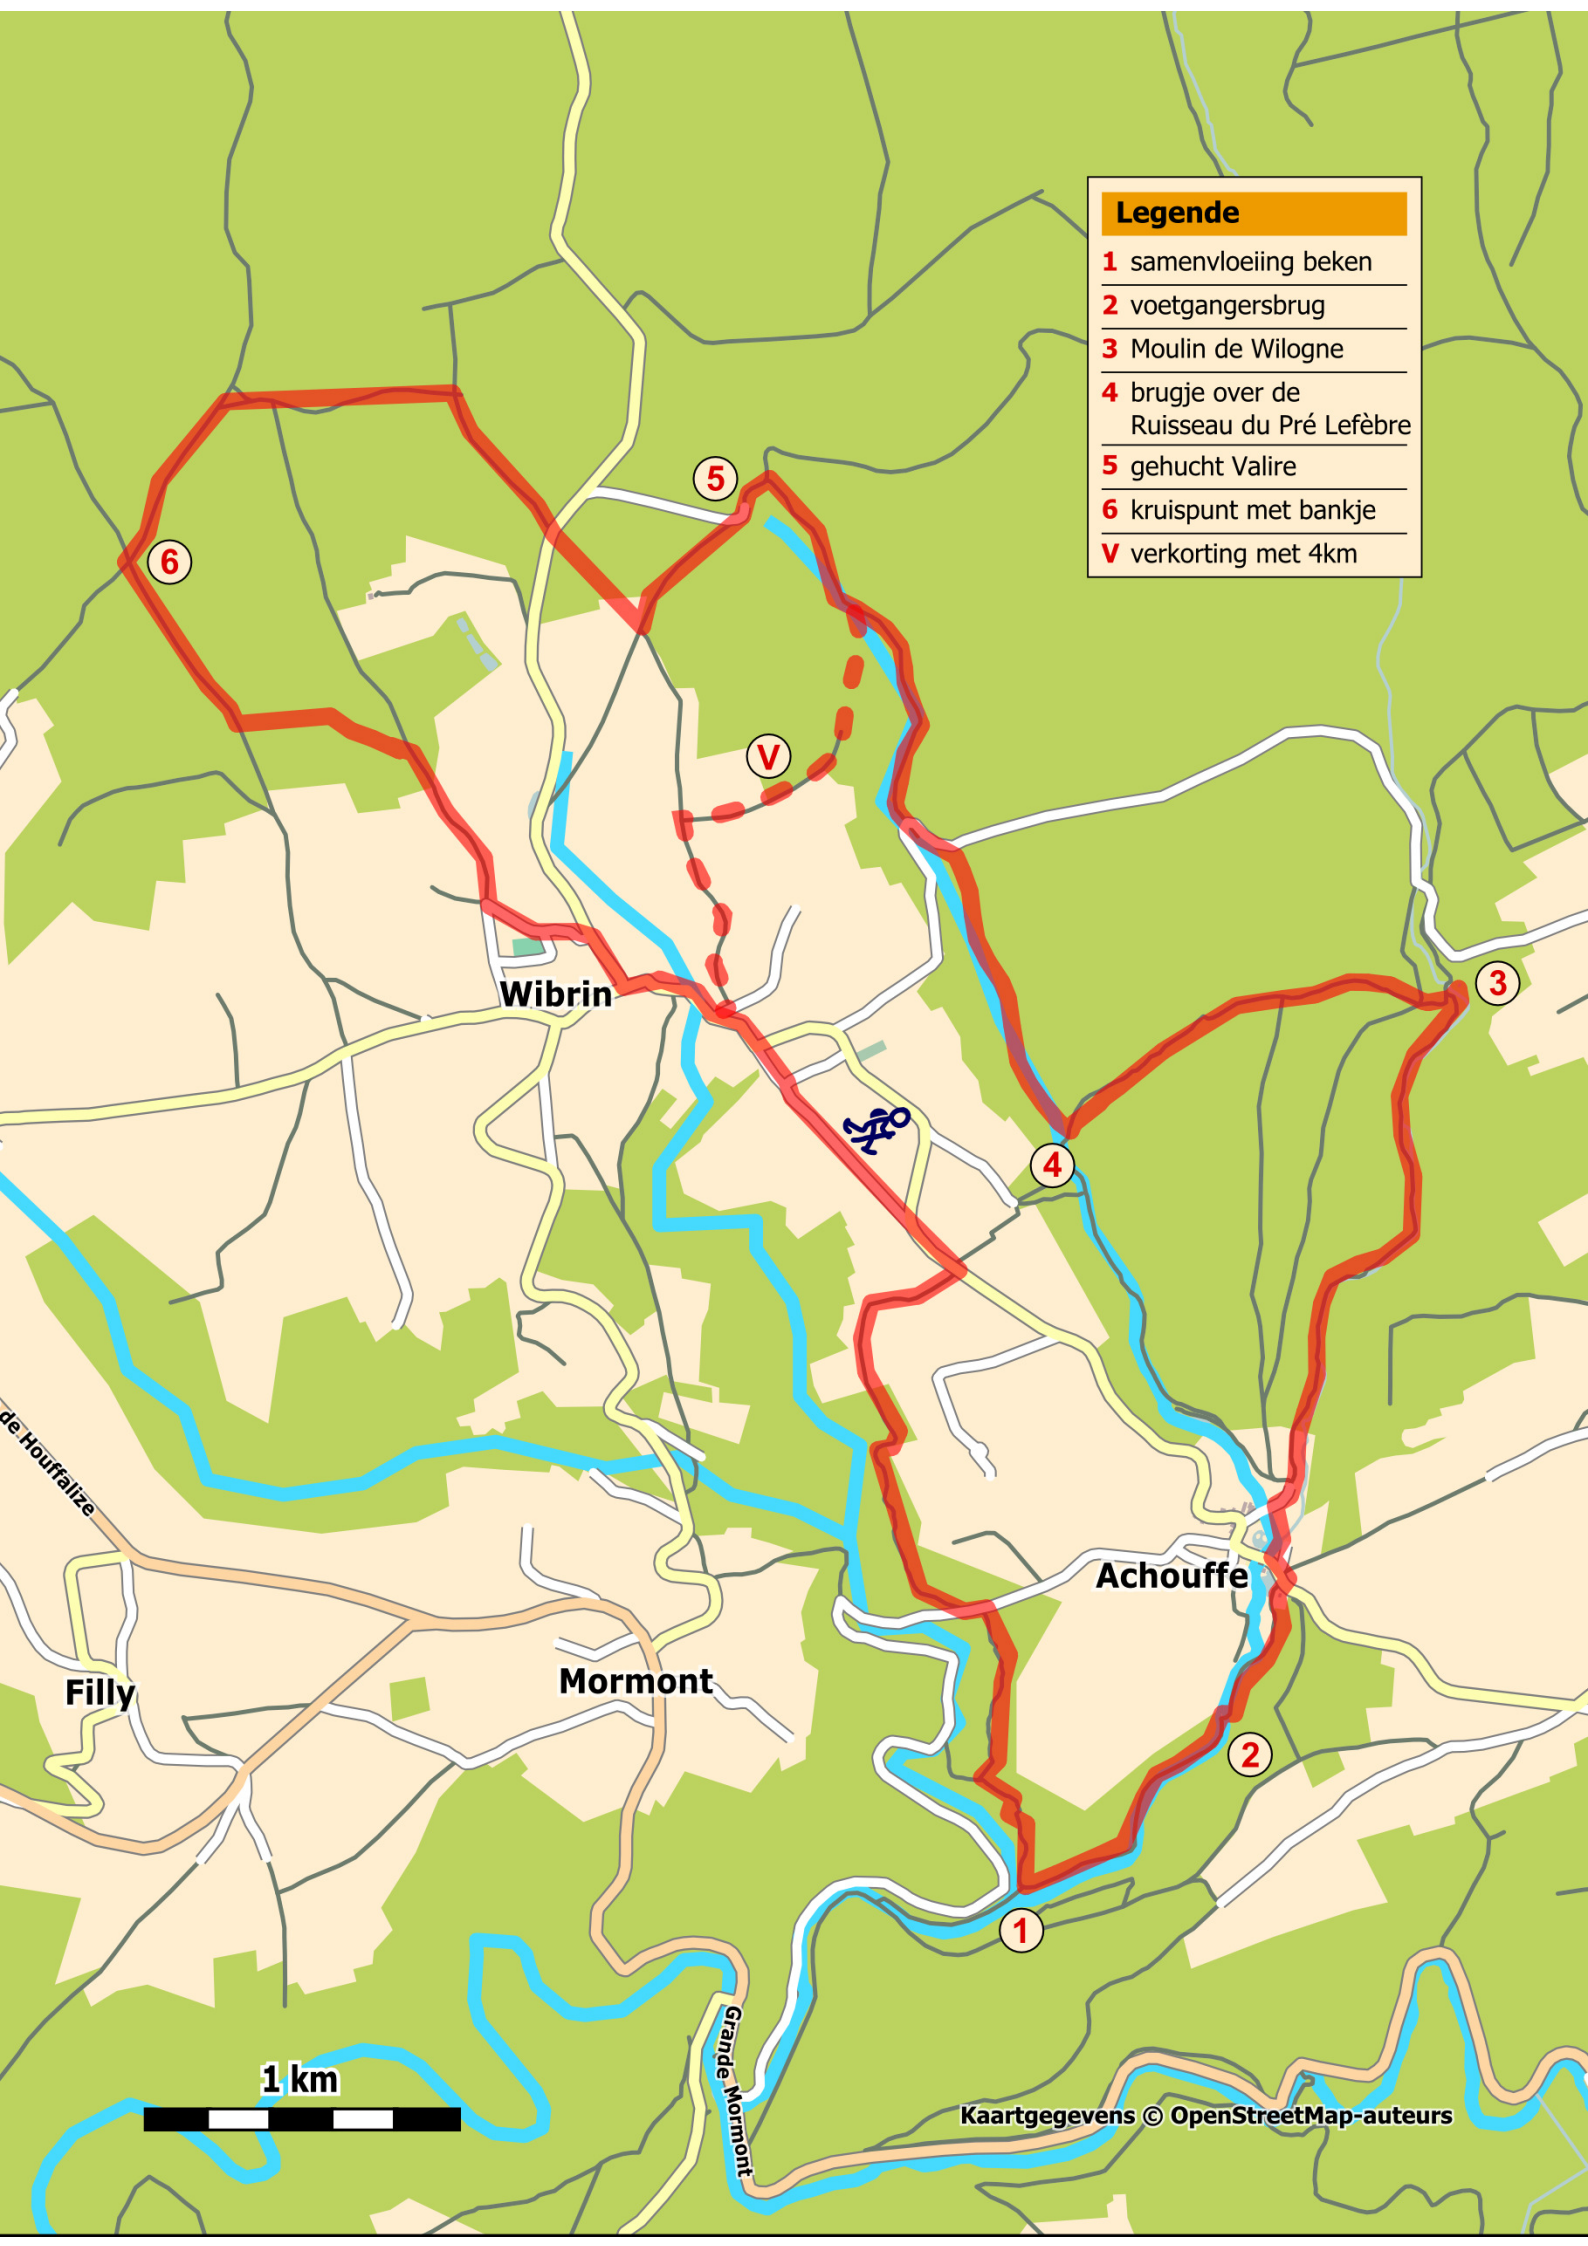 Legende
1 samenvloeiing beken
2 voetgangersbrug
3 Moulin de Wilogne
4 brugje over de
Ruisseau du Pré Lefèbre
5 gehucht Valire
6 kruispunt met bankje
V verkorting met 4km
5
6
V
3
Wibrin
4
de Houffalize
Achouffe
Filly
Mormont
2
1
Grande Mormont
1 km
Kaartgegevens © OpenStreetMap-auteurs